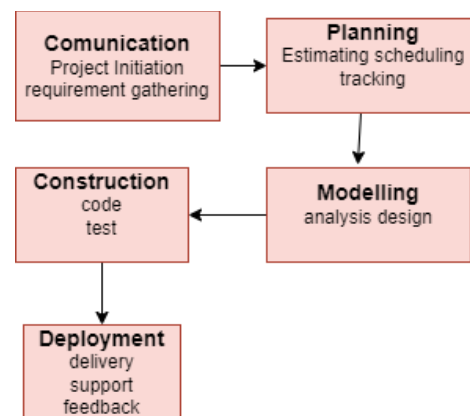 Comunication
Project Initiation
requirement gathering
Planning
Estimating scheduling
tracking
Modelling
analysis design
Construction
code
test
Deployment
delivery
support
feedback